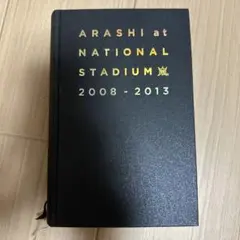 ARASHI at
NATIONAL
STADIUM
2008 - 2013